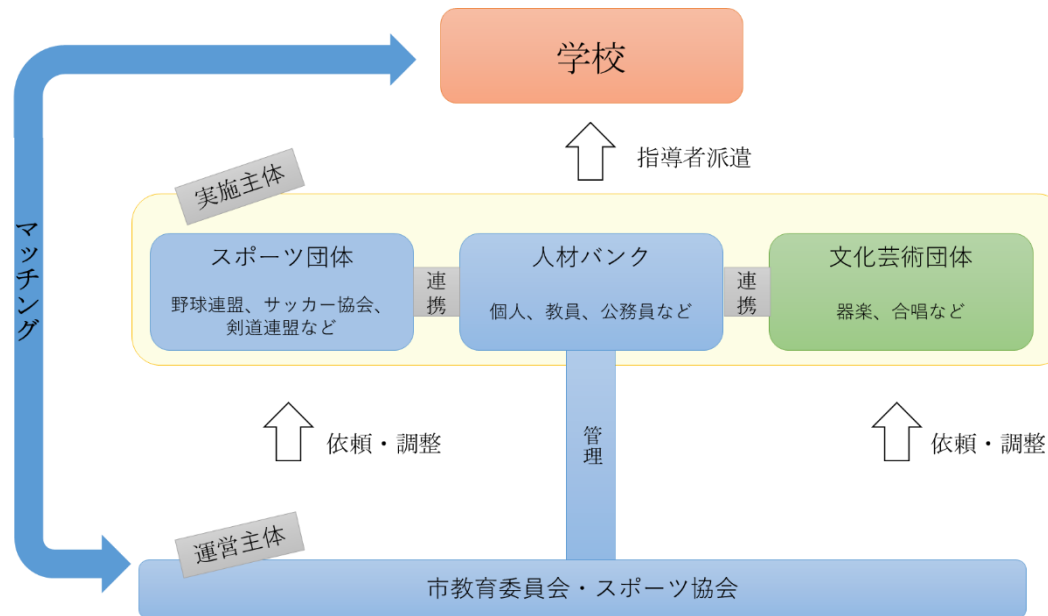 学校
指導者派遣
実施主体
マッチング
スポーツ団体
野球連盟、サッカー協会、
剣道連盟など
連携
人材バンク
個人、教員、公務員など
連携
文化芸術団体
器楽、合唱など
依頼・調整
管理
依頼・調整
運営主体
市教育委員会・スポーツ協会